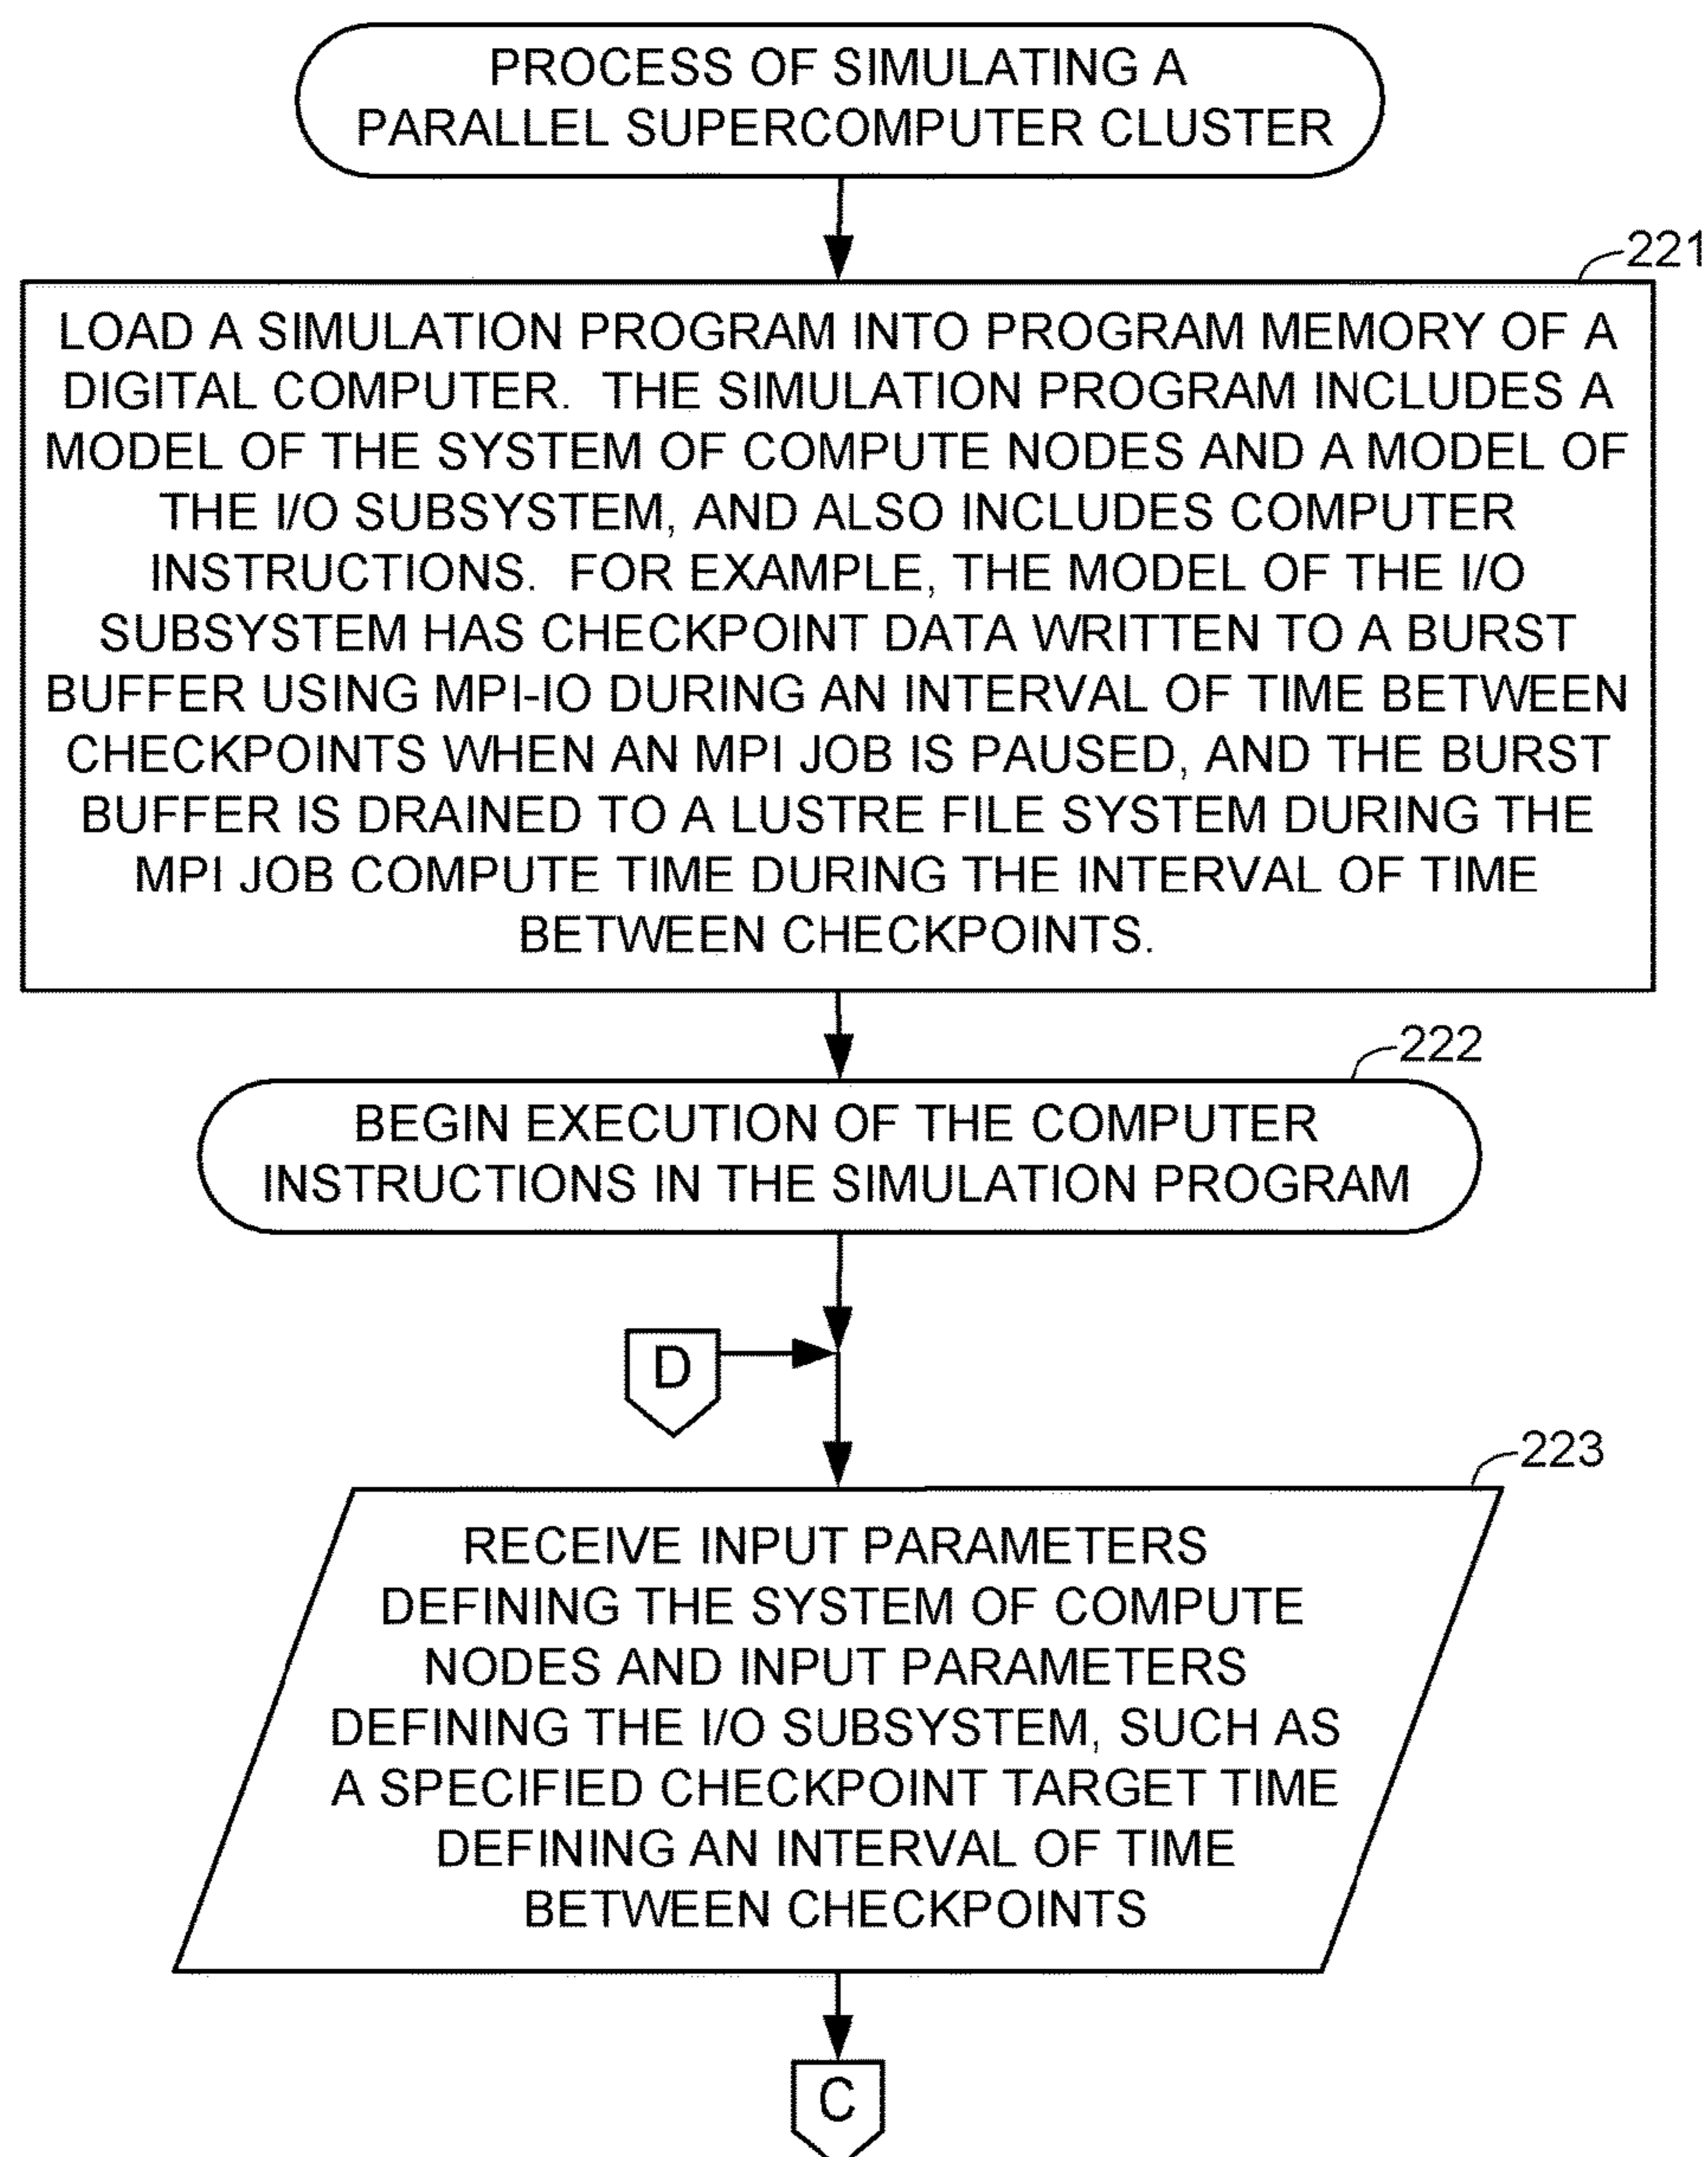 PROCESS OF SIMULATING A
PARALLEL SUPERCOMPUTER CLUSTER
221
LOAD A SIMULATION PROGRAM INTO PROGRAM MEMORY OF A
DIGITAL COMPUTER. THE SIMULATION PROGRAM INCLUDES A
MODEL OF THE SYSTEM OF COMPUTE NODES AND A MODEL OF
THE I/O SUBSYSTEM, AND ALSO INCLUDES COMPUTER
INSTRUCTIONS. FOR EXAMPLE, THE MODEL OF THE I/O
SUBSYSTEM HAS CHECKPOINT DATA WRITTEN TO A BURST
BUFFER USING MPI-IO DURING AN INTERVAL OF TIME BETWEEN
CHECKPOINTS WHEN AN MPI JOB IS PAUSED, AND THE BURST
BUFFER IS DRAINED TO A LUSTRE FILE SYSTEM DURING THE
MPI JOB COMPUTE TIME DURING THE INTERVAL OF TIME
BETWEEN CHECKPOINTS.
222
BEGIN EXECUTION OF THE COMPUTER
INSTRUCTIONS IN THE SIMULATION PROGRAM
D
223
RECEIVE INPUT PARAMETERS
DEFINING THE SYSTEM OF COMPUTE
NODES AND INPUT PARAMETERS
DEFINING THE I/O SUBSYSTEM, SUCH AS
A SPECIFIED CHECKPOINT TARGET TIME
DEFINING AN INTERVAL OF TIME
BETWEEN CHECKPOINTS
C